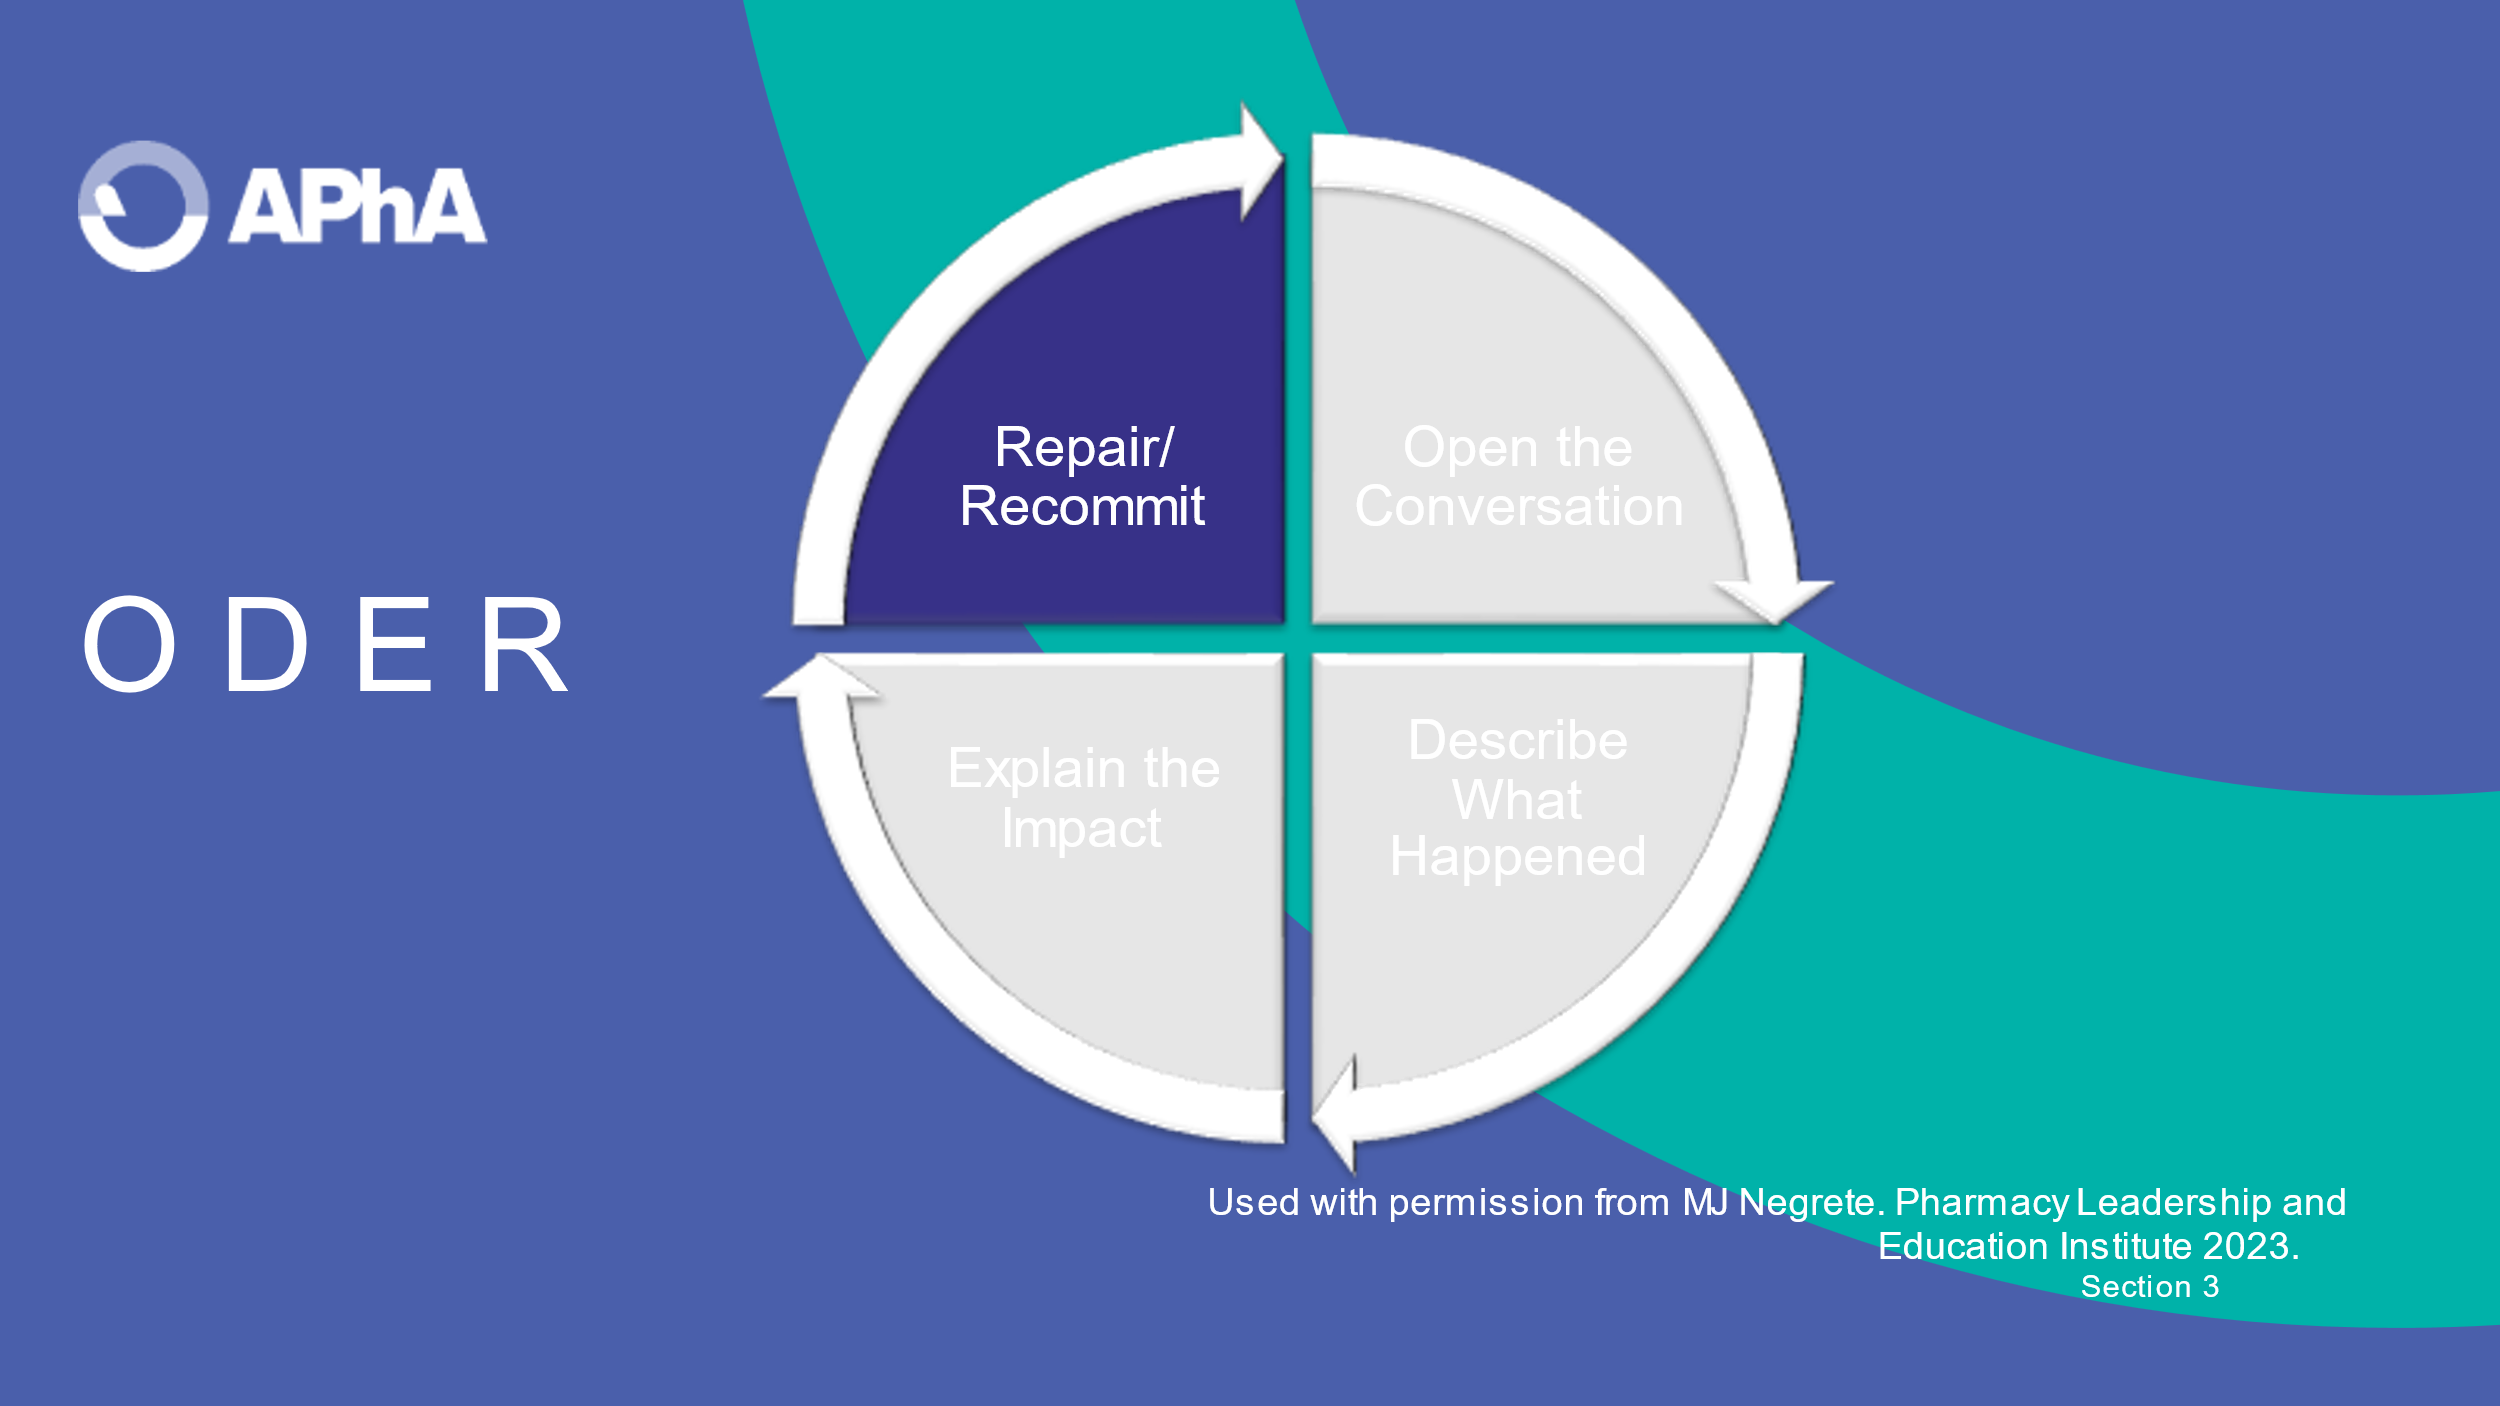 APhA
O D E R
Repair/
Recommit
Open the
Conversation
Explain the
Impact
Describe
What
Happened
Used with permission from MJ Negrete. Pharmacy Leadership and
Education Institute 2023.
Section 3